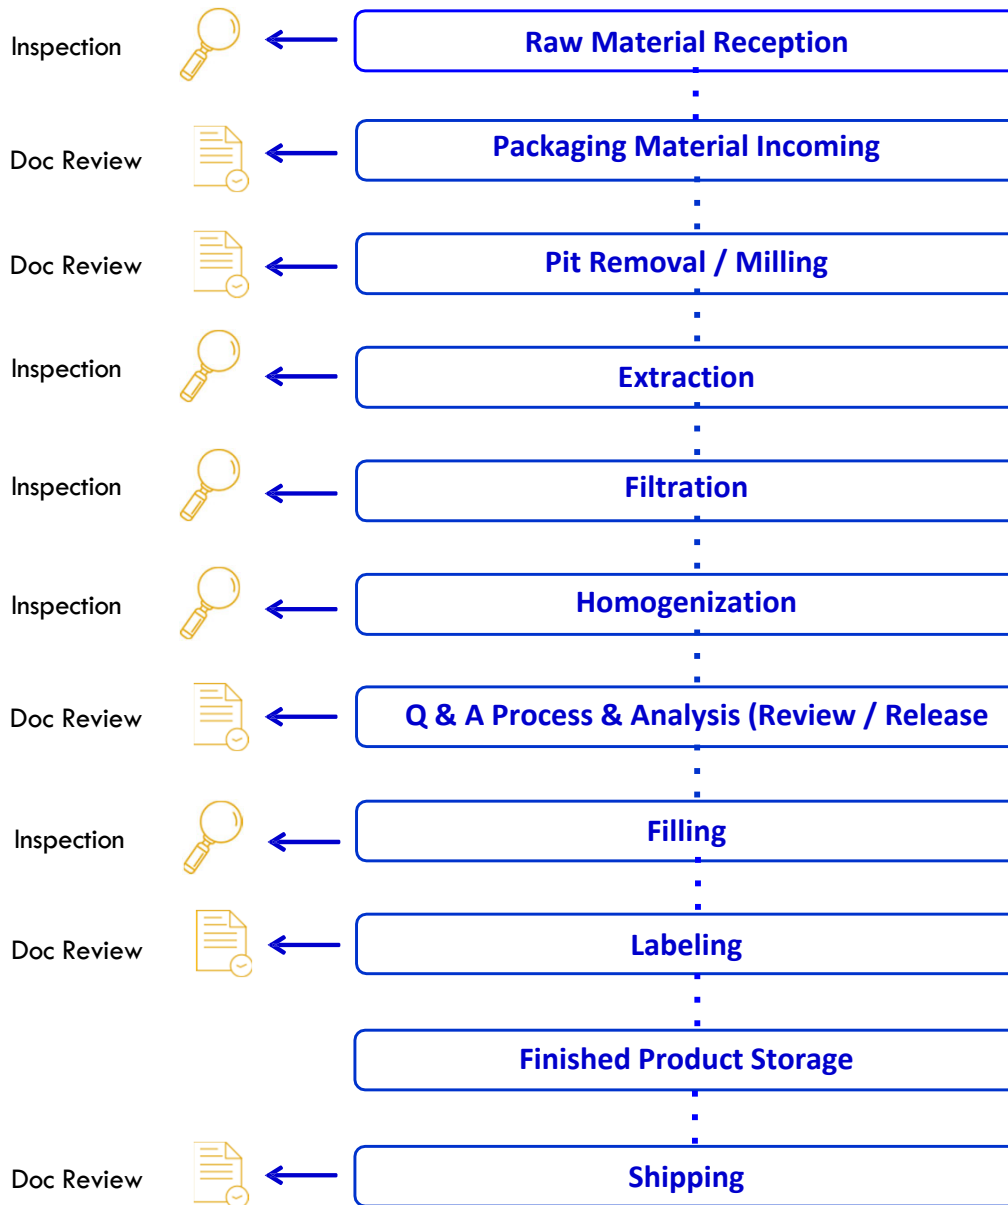 Inspection
Raw Material Reception
Doc Review
Packaging Material Incoming
Doc Review
Pit Removal / Milling
Inspection
Extraction
Inspection
Filtration
Inspection
Homogenization
Doc Review
Q & A Process & Analysis (Review / Release
Inspection
Filling
Doc Review
Labeling
Finished Product Storage
Doc Review
Shipping